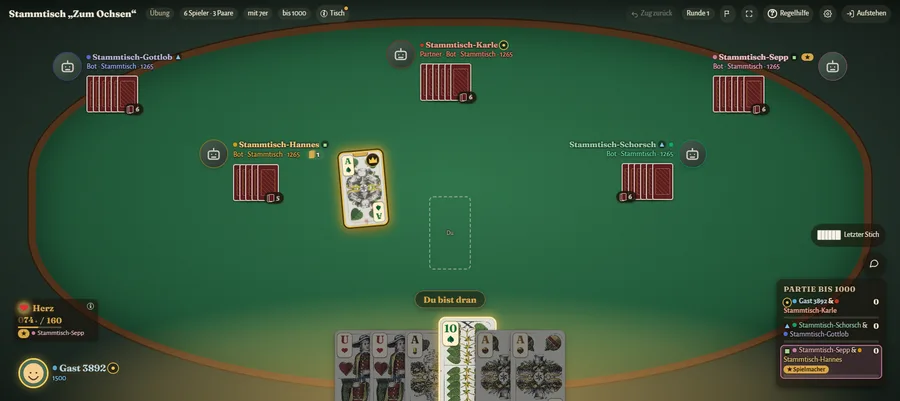 Stammtisch „Zum Ochsen“
Übung
6 Spieler · 3 Paare
mit 7er
bis 1000
Tisch
Zug zurück
Runde 1
Regelhilfe
Aufstehen
Stammtisch-Gottlob
Bot · Stammtisch · 1265
6
Stammtisch-Karle
Partner · Bot · Stammtisch · 1265
6
Stammtisch-Sepp
Bot · Stammtisch · 1265
6
Stammtisch-Hannes
Bot · Stammtisch · 1265
1
5
Stammtisch-Schorsch
Bot · Stammtisch · 1265
6
A
A
Du
Letzter Stich
Du bist dran
Herz
/ 160
Stammtisch-Sepp
Gast 3892
1500
U
U
A
10
A
A
PARTIE BIS 1000
Gast 3892 &
Stammtisch-Karle
0
Stammtisch-Schorsch &
Stammtisch-Gottlob
0
Stammtisch-Sepp &
Stammtisch-Hannes
0
Spielmacher